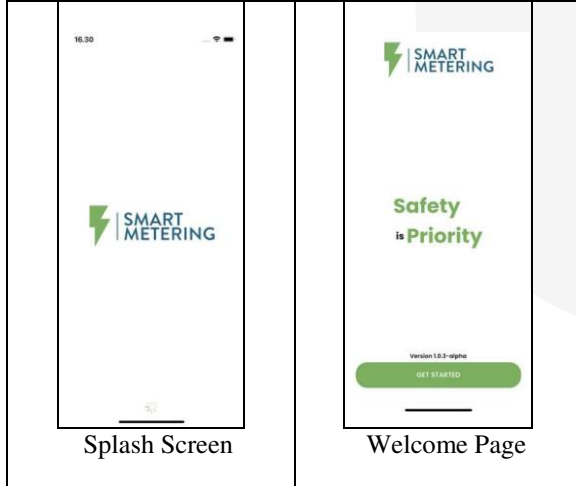 16.30
SMART
METERING
Splash Screen
SMART
METERING
Safety
is Priority
Version 1.0.3-alpha
GET STARTED
Welcome Page